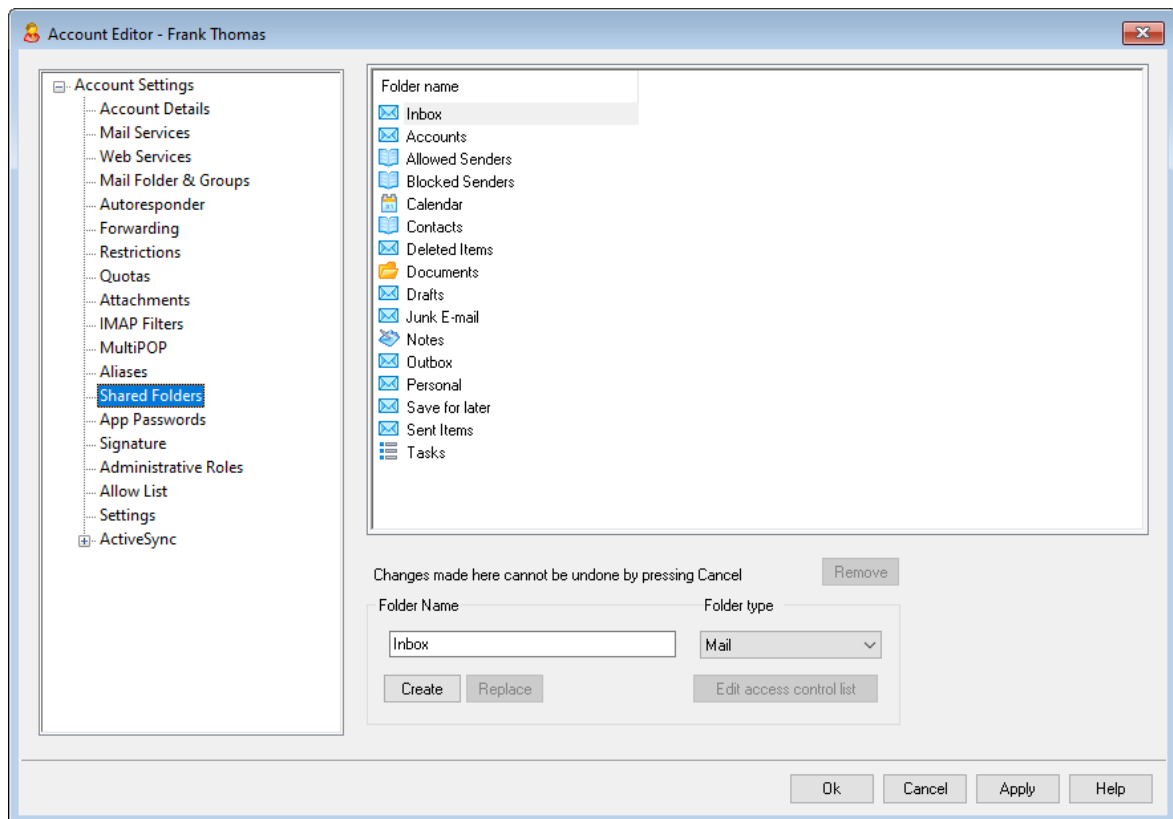 Account Editor - Frank Thomas
Account Settings
Account Details
Mail Services
Web Services
Mail Folder & Groups
Autoresponder
Forwarding
Restrictions
Quotas
Attachments
IMAP Filters
MultiPOP
Aliases
Shared Folders
App Passwords
Signature
Administrative Roles
Allow List
Settings
ActiveSync
Folder name
Inbox
Accounts
Allowed Senders
Blocked Senders
Calendar
Contacts
Deleted Items
Documents
Drafts
Junk E-mail
Notes
Outbox
Personal
Save for later
Sent Items
Tasks
Changes made here cannot be undone by pressing Cancel
Remove
Folder Name
Folder type
Inbox
Mail
Create
Replace
Edit access control list
Ok
Cancel
Apply
Help